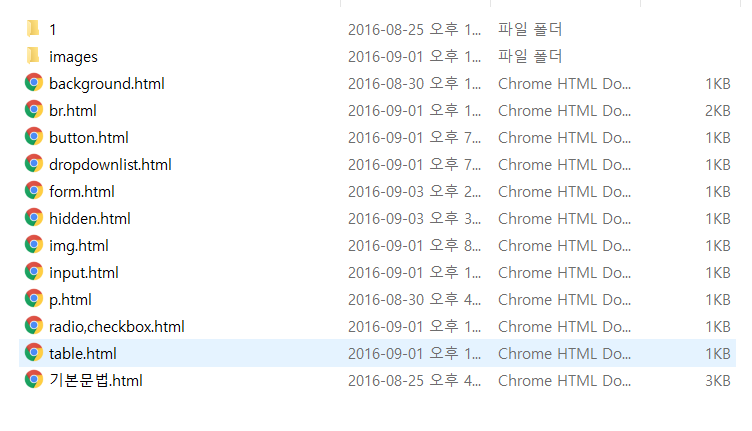 1 2016-08-25 오후 1... 파일 폴더
images 2016-09-01 오후 1... 파일 폴더
background.html 2016-08-30 오후 1... Chrome HTML Do... 1KB
br.html 2016-09-01 오후 1... Chrome HTML Do... 2KB
button.html 2016-09-01 오후 7... Chrome HTML Do... 1KB
dropdownlist.html 2016-09-01 오후 7... Chrome HTML Do... 1KB
form.html 2016-09-03 오후 2... Chrome HTML Do... 1KB
hidden.html 2016-09-03 오후 3... Chrome HTML Do... 1KB
img.html 2016-09-01 오후 8... Chrome HTML Do... 1KB
input.html 2016-09-01 오후 1... Chrome HTML Do... 1KB
p.html 2016-08-30 오후 4... Chrome HTML Do... 1KB
radio,checkbox.html 2016-09-01 오후 1... Chrome HTML Do... 1KB
table.html 2016-09-01 오후 1... Chrome HTML Do... 1KB
기본문법.html 2016-08-25 오후 4... Chrome HTML Do... 3KB